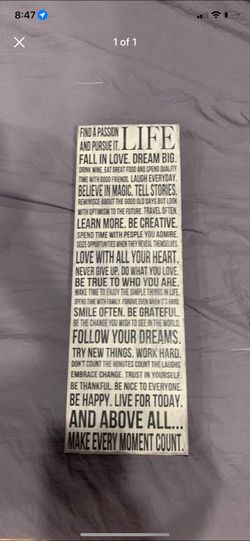 8:47
1 of 1
FIND A PASSION
AND PURSUE IT. LIFE
FALL IN LOVE. DREAM BIG.
DRINK WINE, EAT GREAT FOOD AND SPEND QUALITY
TIME WITH GOOD FRIENDS. LAUGH EVERYDAY.
BELIEVE IN MAGIC. TELL STORIES.
REMINISCE ABOUT THE GOOD OLD DAYS, BUT LOOK
WITH OPTIMISM TO THE FUTURE. TRAVEL OFTEN.
LEARN MORE. BE CREATIVE.
SPEND TIME WITH PEOPLE YOU ADMIRE.
SEIZE OPPORTUNITIES WHEN THEY REVEAL THEMSELVES.
LOVE WITH ALL YOUR HEART.
NEVER GIVE UP. DO WHAT YOU LOVE.
BE TRUE TO WHO YOU ARE.
MAKE TIME TO ENJOY THE SIMPLE THINGS IN LIFE.
SPEND TIME WITH FAMILY. FORGIVE EVEN WHEN IT'S HARD.
SMILE OFTEN. BE GRATEFUL.
BE THE CHANGE YOU WISH TO SEE IN THE WORLD.
FOLLOW YOUR DREAMS.
TRY NEW THINGS. WORK HARD.
DON'T COUNT THE MINUTES COUNT THE LAUGHS.
EMBRACE CHANGE. TRUST IN YOURSELF.
BE THANKFUL. BE NICE TO EVERYONE.
BE HAPPY. LIVE FOR TODAY.
AND ABOVE ALL...
MAKE EVERY MOMENT COUNT.